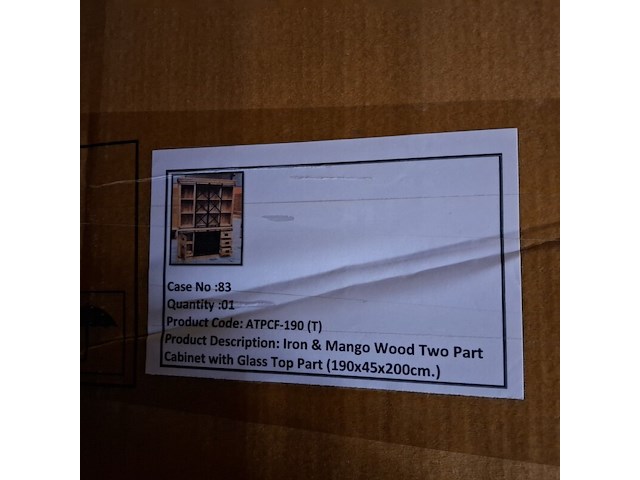 Case No :83
Quantity :01
Product Code: ATPCF-190 (T)
Product Description: Iron & Mango Wood Two Part
Cabinet with Glass Top Part (190x45x200cm.)